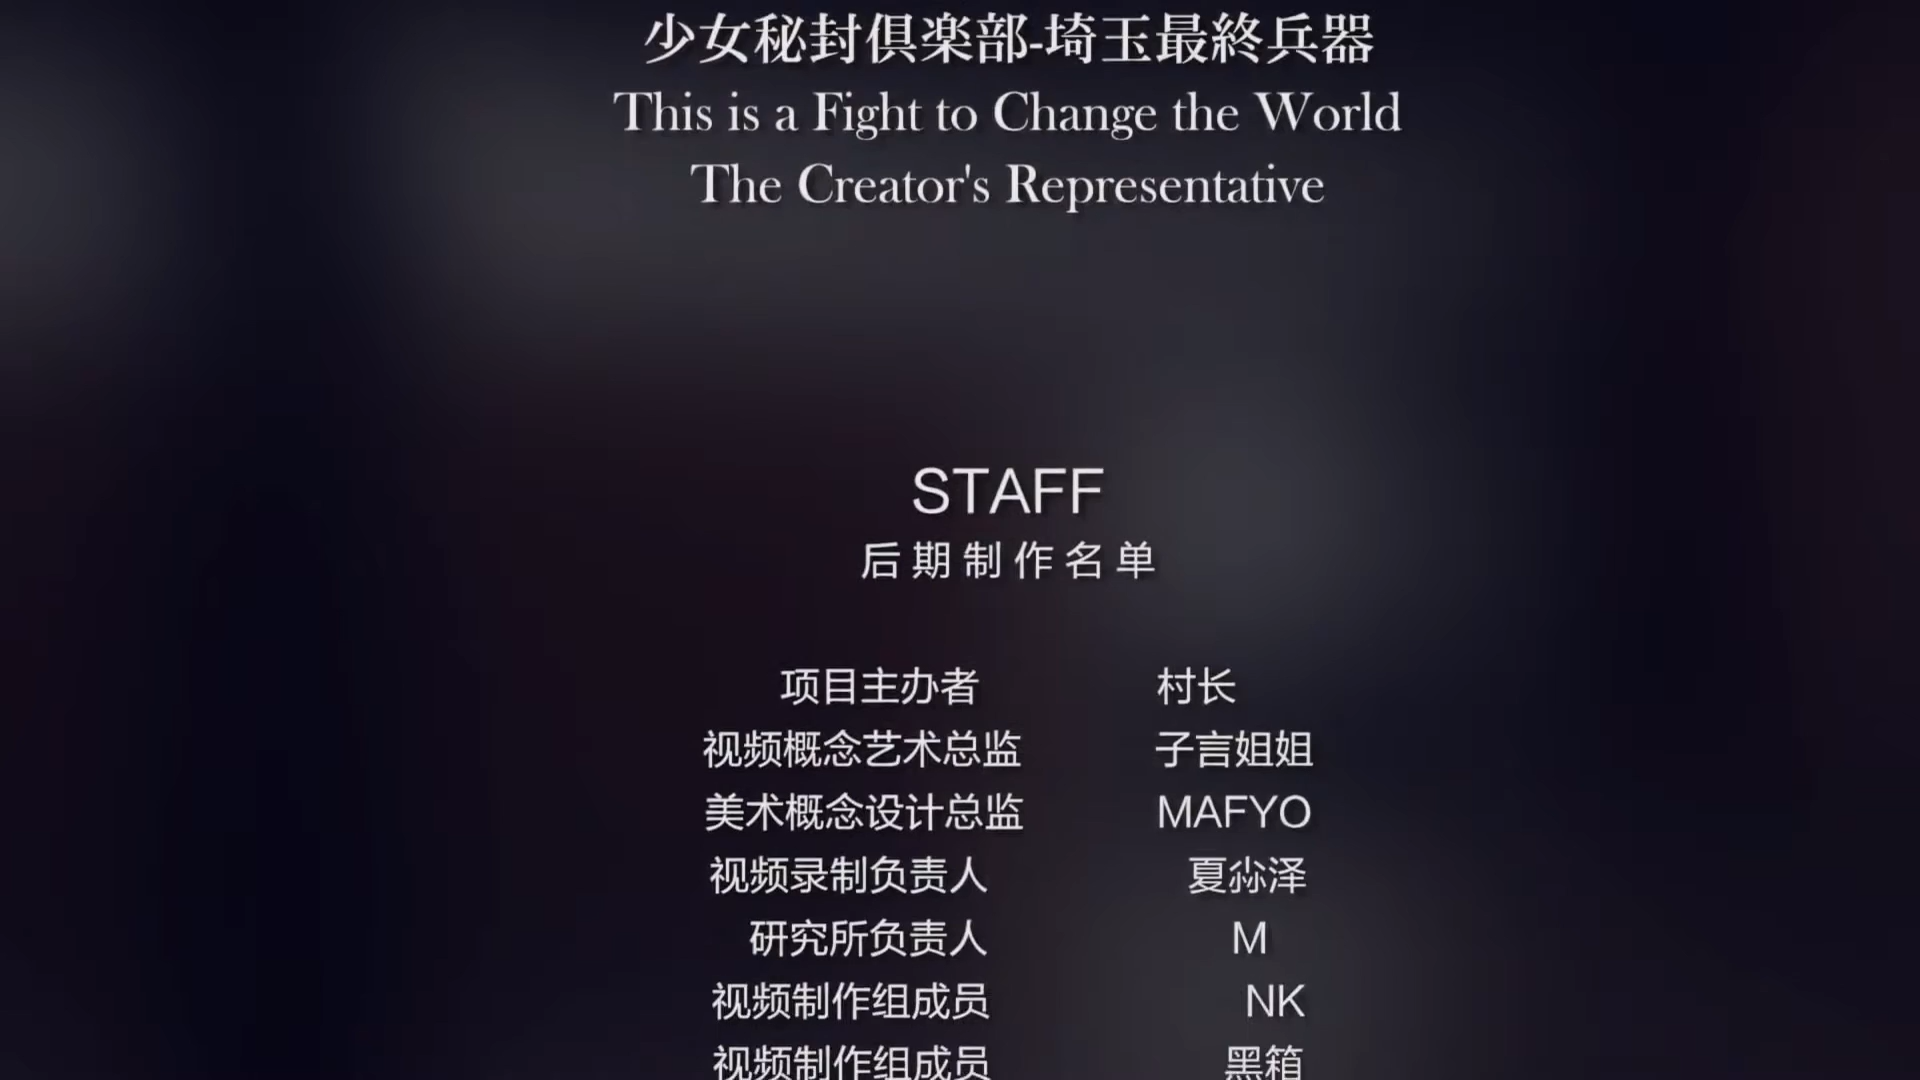 少女秘封倶楽部-埼玉最終兵器
This is a Fight to Change the World
The Creator's Representative
STAFF
后期制作名单
项目主办者 村长
视频概念艺术总监 子言姐姐
美术概念设计总监 MAFYO
视频录制负责人 夏尛泽
研究所负责人 M
视频制作组成员 NK
视频制作组成员 黑箱